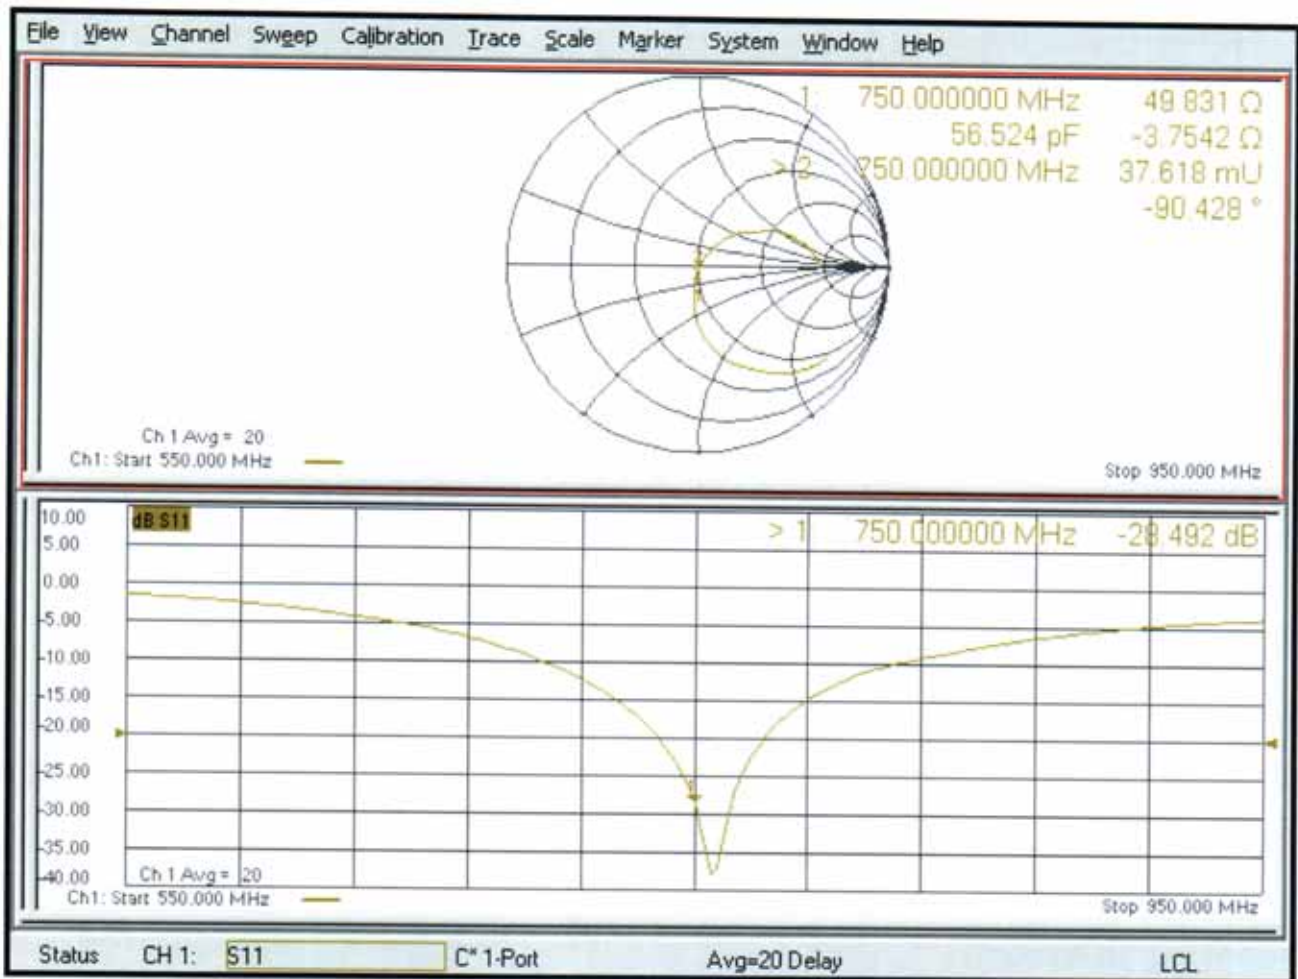 File View Channel Sweep Calibration Trace Scale Marker System Window Help
1 750.000000 MHz 49.831 Ω
56.524 pF -3.7542 Ω
> 2 750.000000 MHz 37.618 mU
-90.428 °
Ch 1 Avg = 20
Ch1: Start 550.000 MHz
Stop 950.000 MHz
10.00
dB S11
> 1 750.000000 MHz -28.492 dB
5.00
0.00
-5.00
-10.00
-15.00
-20.00
-25.00
1
-30.00
-35.00
-40.00
Ch 1 Avg = 20
Ch1: Start 550.000 MHz
Stop 950.000 MHz
Status CH 1: S11 C* 1-Port Avg=20 Delay LCL